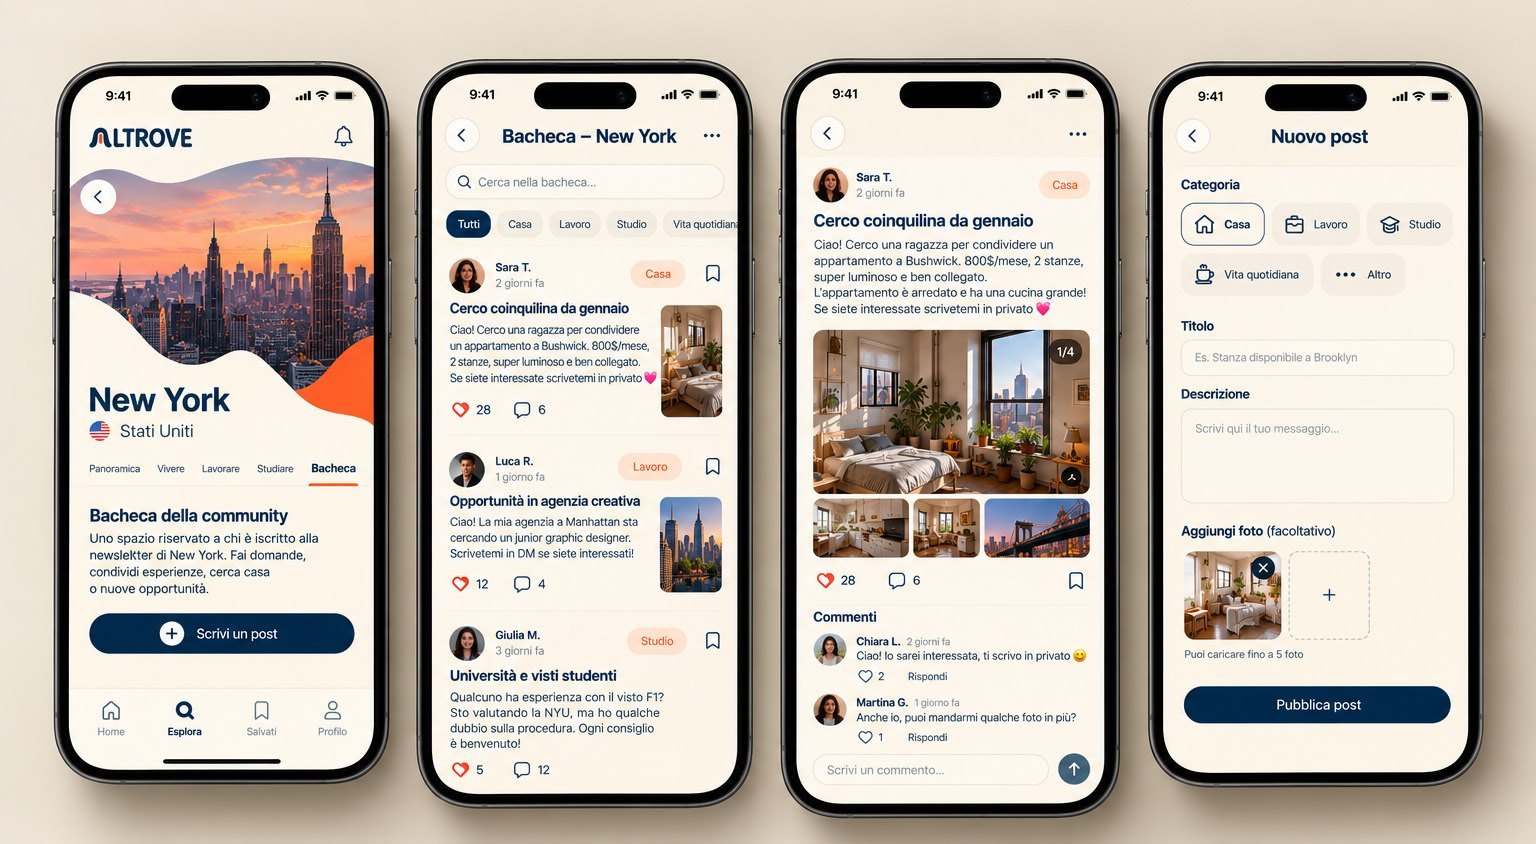 9:41
ALTROVE
New York
Stati Uniti
Panoramica Vivere Lavorare Studiare Bacheca
Bacheca della community
Uno spazio riservato a chi è iscritto alla
newslekter di New York. Fai domande,
condividi esperienze, cerca casa
o nuove opportunità.
Scrivi un post
Home Esplora Salvati Profilo
9:41
Bacheca – New York
Cerca nella bacheca...
Tutti Casa Lavoro Studio Vita quotidiana
Sara T.
2 giorni fa
Casa
Cerco coinquilina da gennaio
Ciao! Cerco una ragazza per condividere
un appartamento a Bushwick. 800$/mese,
2 stanze, super luminoso e ben collegato.
Se siete interessate scrivetemi in privato 💗
28 6
Luca R.
1 giorno fa
Lavoro
Opportunità in agenzia creativa
Ciao! La mia agenzia a Manhattan sta
cercando un junior graphic designer.
Scrivetemi in DM se siete interessati!
12 4
Giulia M.
3 giorni fa
Studio
Università e visti studenti
Qualcuno ha esperienza con il visto F1?
Sto valutando la NYU, ma ho qualche
dubbio sulla procedura. Ogni consiglio
è benvenuto!
5 12
9:41
Sara T.
2 giorni fa
Casa
Cerco coinquilina da gennaio
Ciao! Cerco una ragazza per condividere un
appartamento a Bushwick. 800$/mese, 2 stanze,
super luminoso e ben collegato.
L'appartamento è arredato e ha una cucina grande!
Se siete interessate scrivetemi in privato 💗
1/4
28 6
Commenti
Chiara L. 2 giorni fa
Ciao! Io sarei interessata, ti scrivo in privato 😊
2 Rispondi
Martina G. 1 giorno fa
Anche io, puoi mandarmi qualche foto in più?
1 Rispondi
Scrivi un commento...
9:41
Nuovo post
Categoria
Casa Lavoro Studio
Vita quotidiana Altro
Titolo
Es. Stanza disponibile a Brooklyn
Descrizione
Scrivi qui il tuo messaggio...
Aggiungi foto (facoltativo)
Puoi caricare fino a 5 foto
Pubblica post